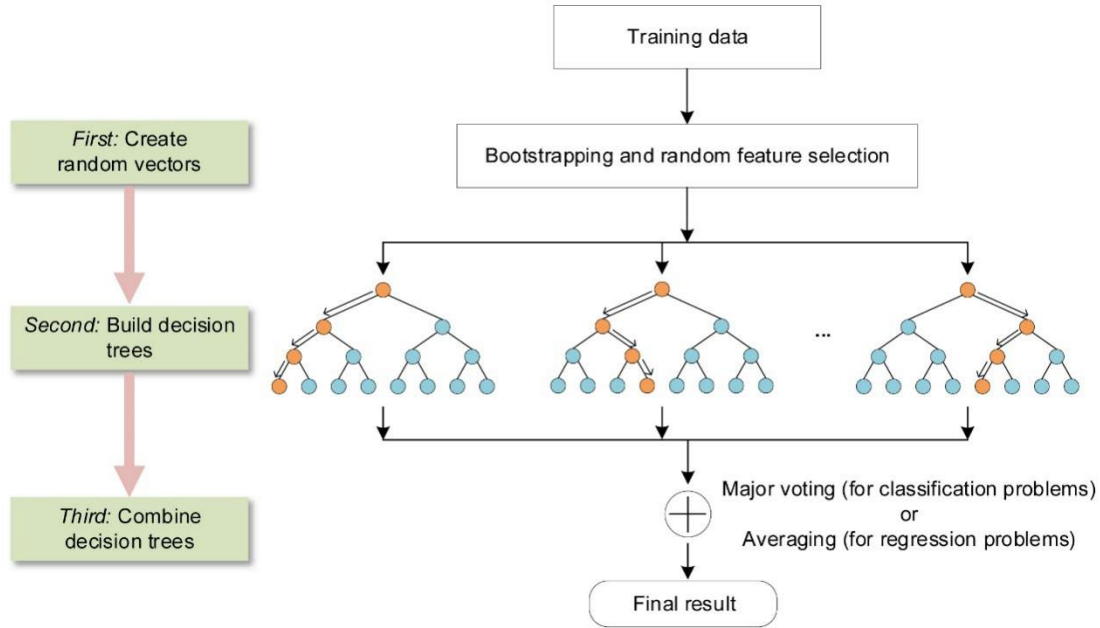 Training data
First: Create
random vectors
Bootstrapping and random feature selection
Second: Build decision
trees
...
Third: Combine
decision trees
Major voting (for classification problems)
or
Averaging (for regression problems)
Final result